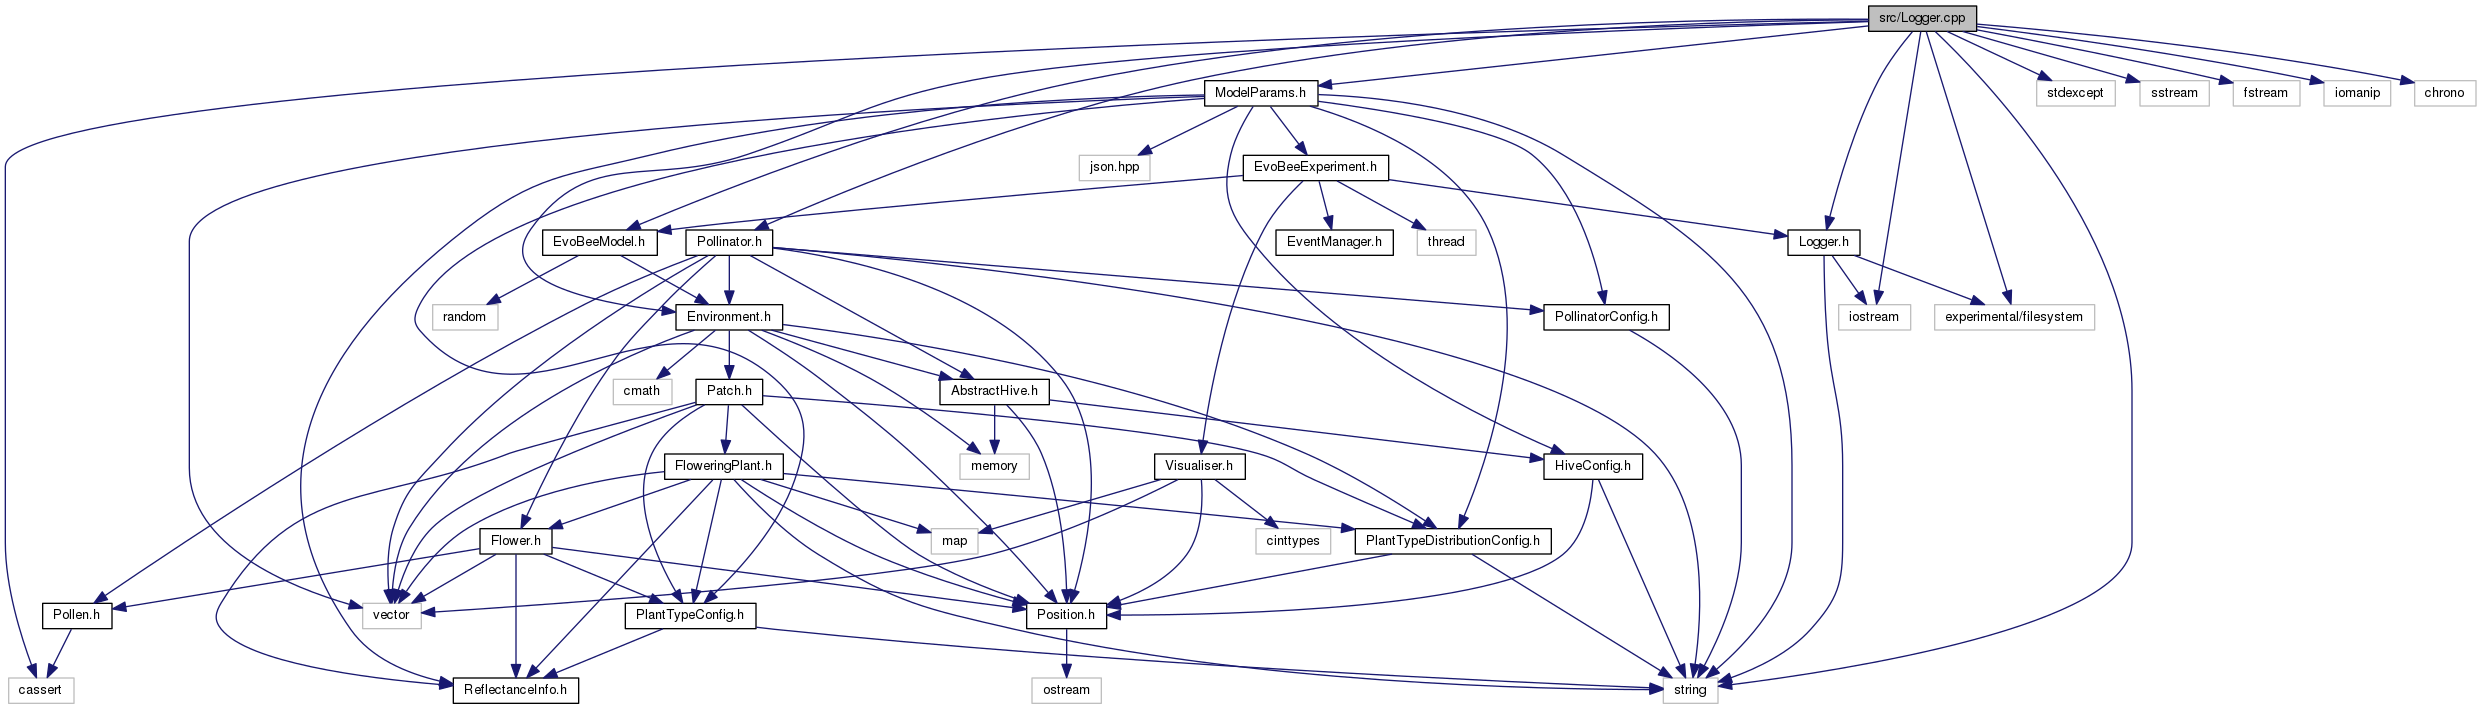 src/Logger.cpp
ModelParams.h
stdexcept
sstream
fstream
iomanip
chrono
json.hpp
EvoBeeExperiment.h
EvoBeeModel.h
Pollinator.h
EventManager.h
thread
Logger.h
random
Environment.h
PollinatorConfig.h
iostream
experimental/filesystem
cmath
Patch.h
AbstractHive.h
FloweringPlant.h
memory
Visualiser.h
HiveConfig.h
Flower.h
map
cinttypes
PlantTypeDistributionConfig.h
Pollen.h
vector
PlantTypeConfig.h
Position.h
cassert
ReflectanceInfo.h
ostream
string